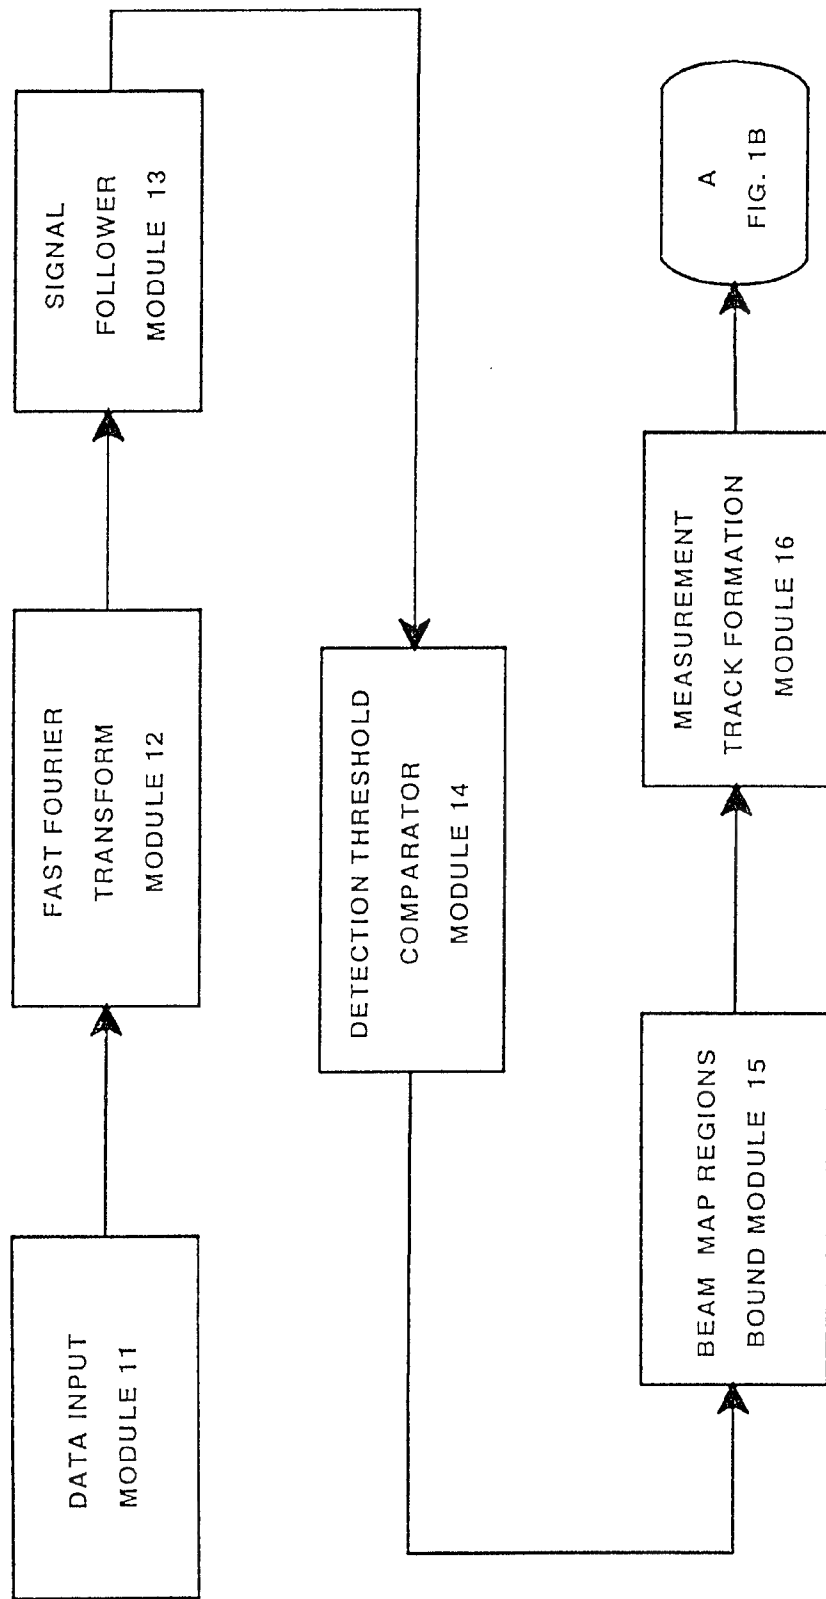 DATA INPUT
MODULE 11
FAST FOURIER
TRANSFORM
MODULE 12
SIGNAL
FOLLOWER
MODULE 13
DETECTION THRESHOLD
COMPARATOR
MODULE 14
BEAM MAP REGIONS
BOUND MODULE 15
MEASUREMENT
TRACK FORMATION
MODULE 16
A
FIG. 1B